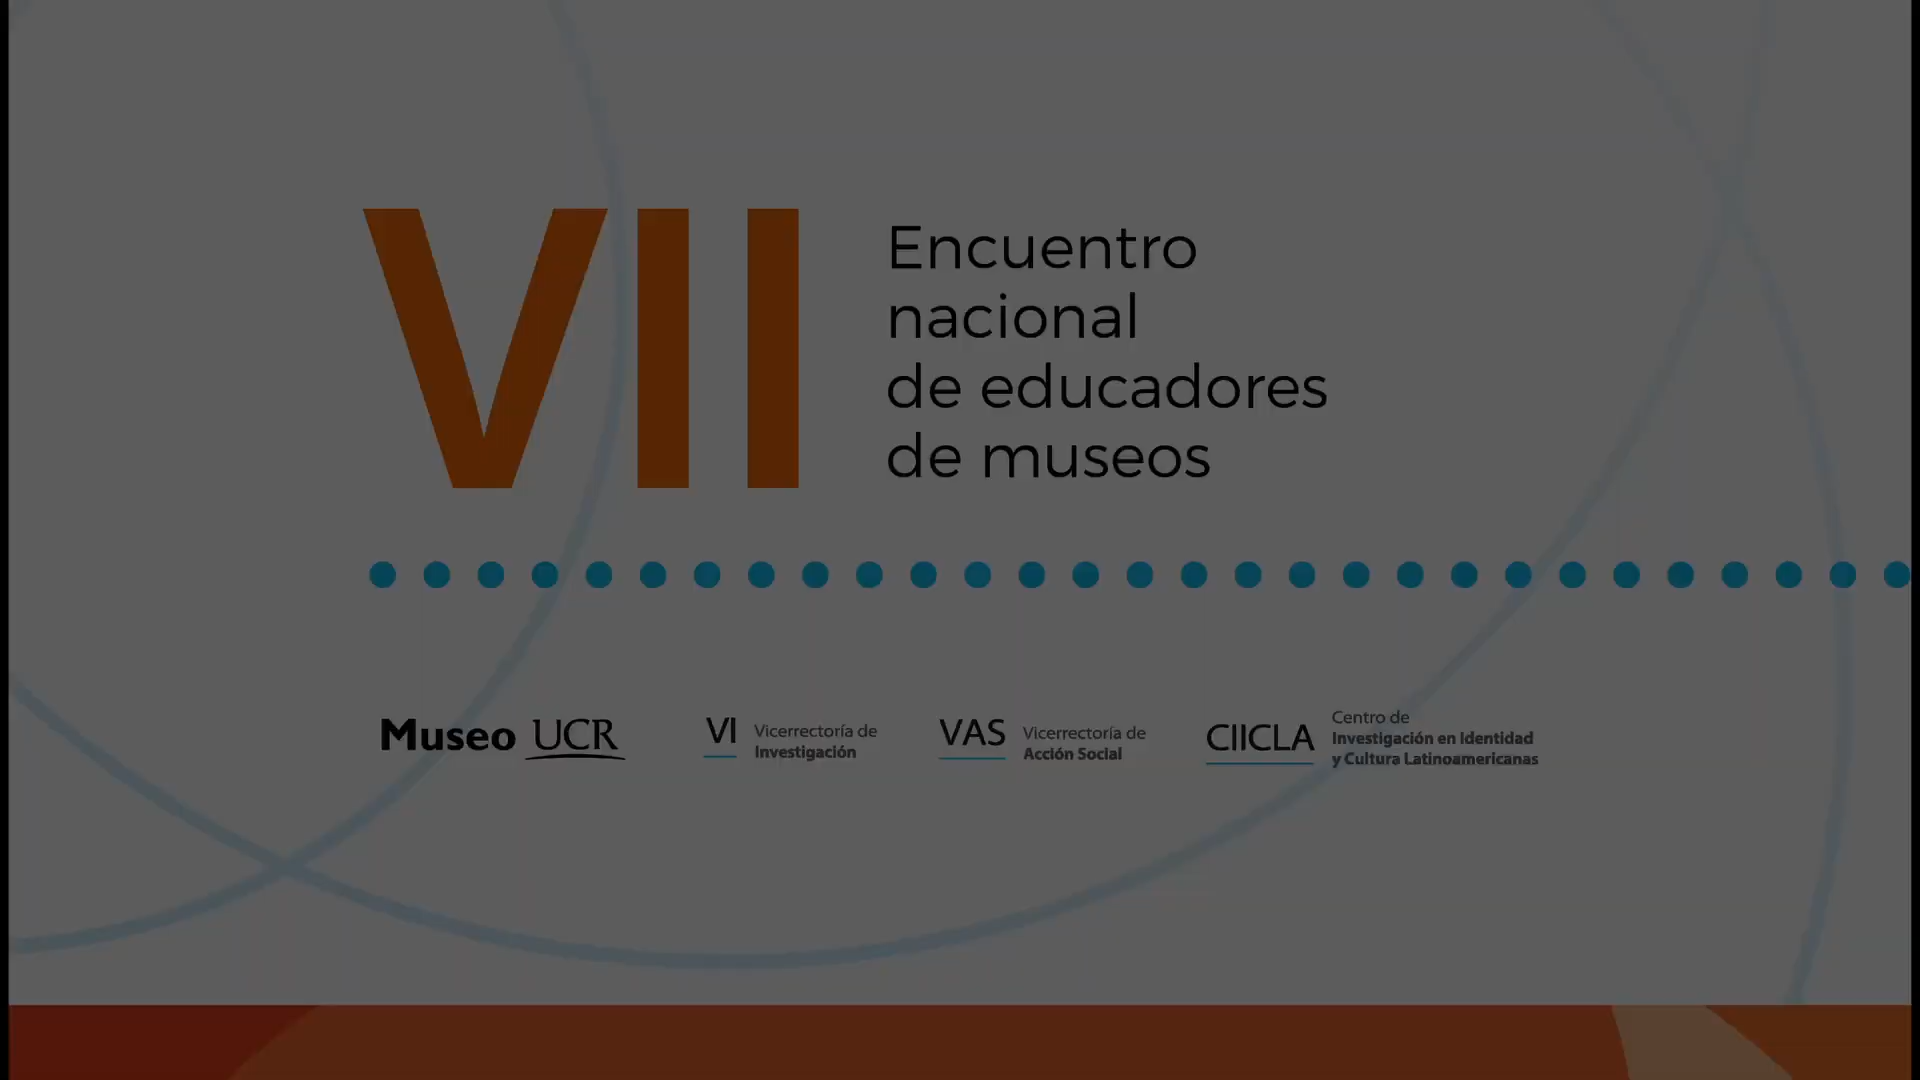 VII
Encuentro
nacional
de educadores
de museos
Museo UCR
VI Vicerrectoría de
Investigación
VAS Vicerrectoría de
Acción Social
CIICLA Centro de
Investigación en Identidad
y Cultura Latinoamericanas